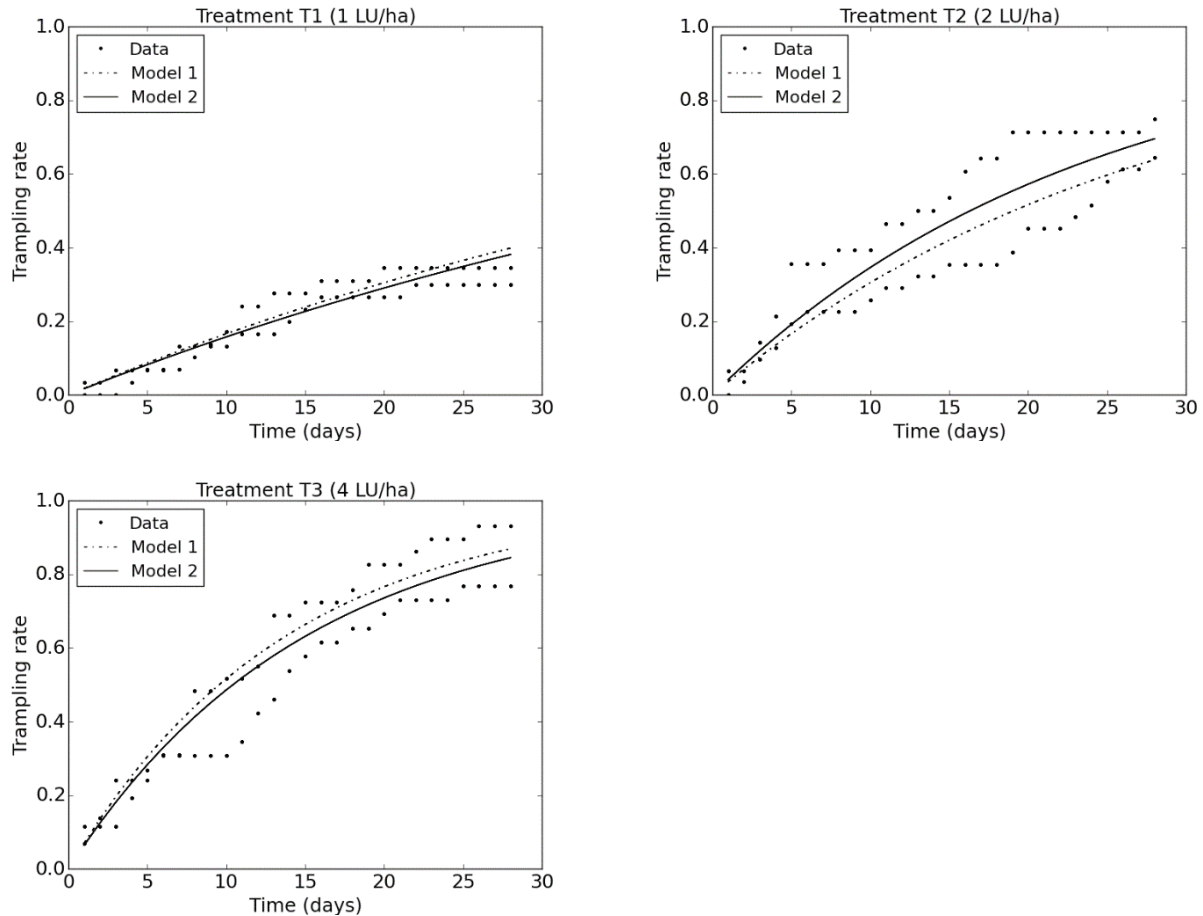 Treatment T1 (1 LU/ha)
1.0
0.8
0.6
0.4
0.2
0.0
Trampling rate
Data
Model 1
Model 2
0 5 10 15 20 25 30
Time (days)
Treatment T2 (2 LU/ha)
1.0
0.8
0.6
0.4
0.2
0.0
Trampling rate
Data
Model 1
Model 2
0 5 10 15 20 25 30
Time (days)
Treatment T3 (4 LU/ha)
1.0
0.8
0.6
0.4
0.2
0.0
Trampling rate
Data
Model 1
Model 2
0 5 10 15 20 25 30
Time (days)